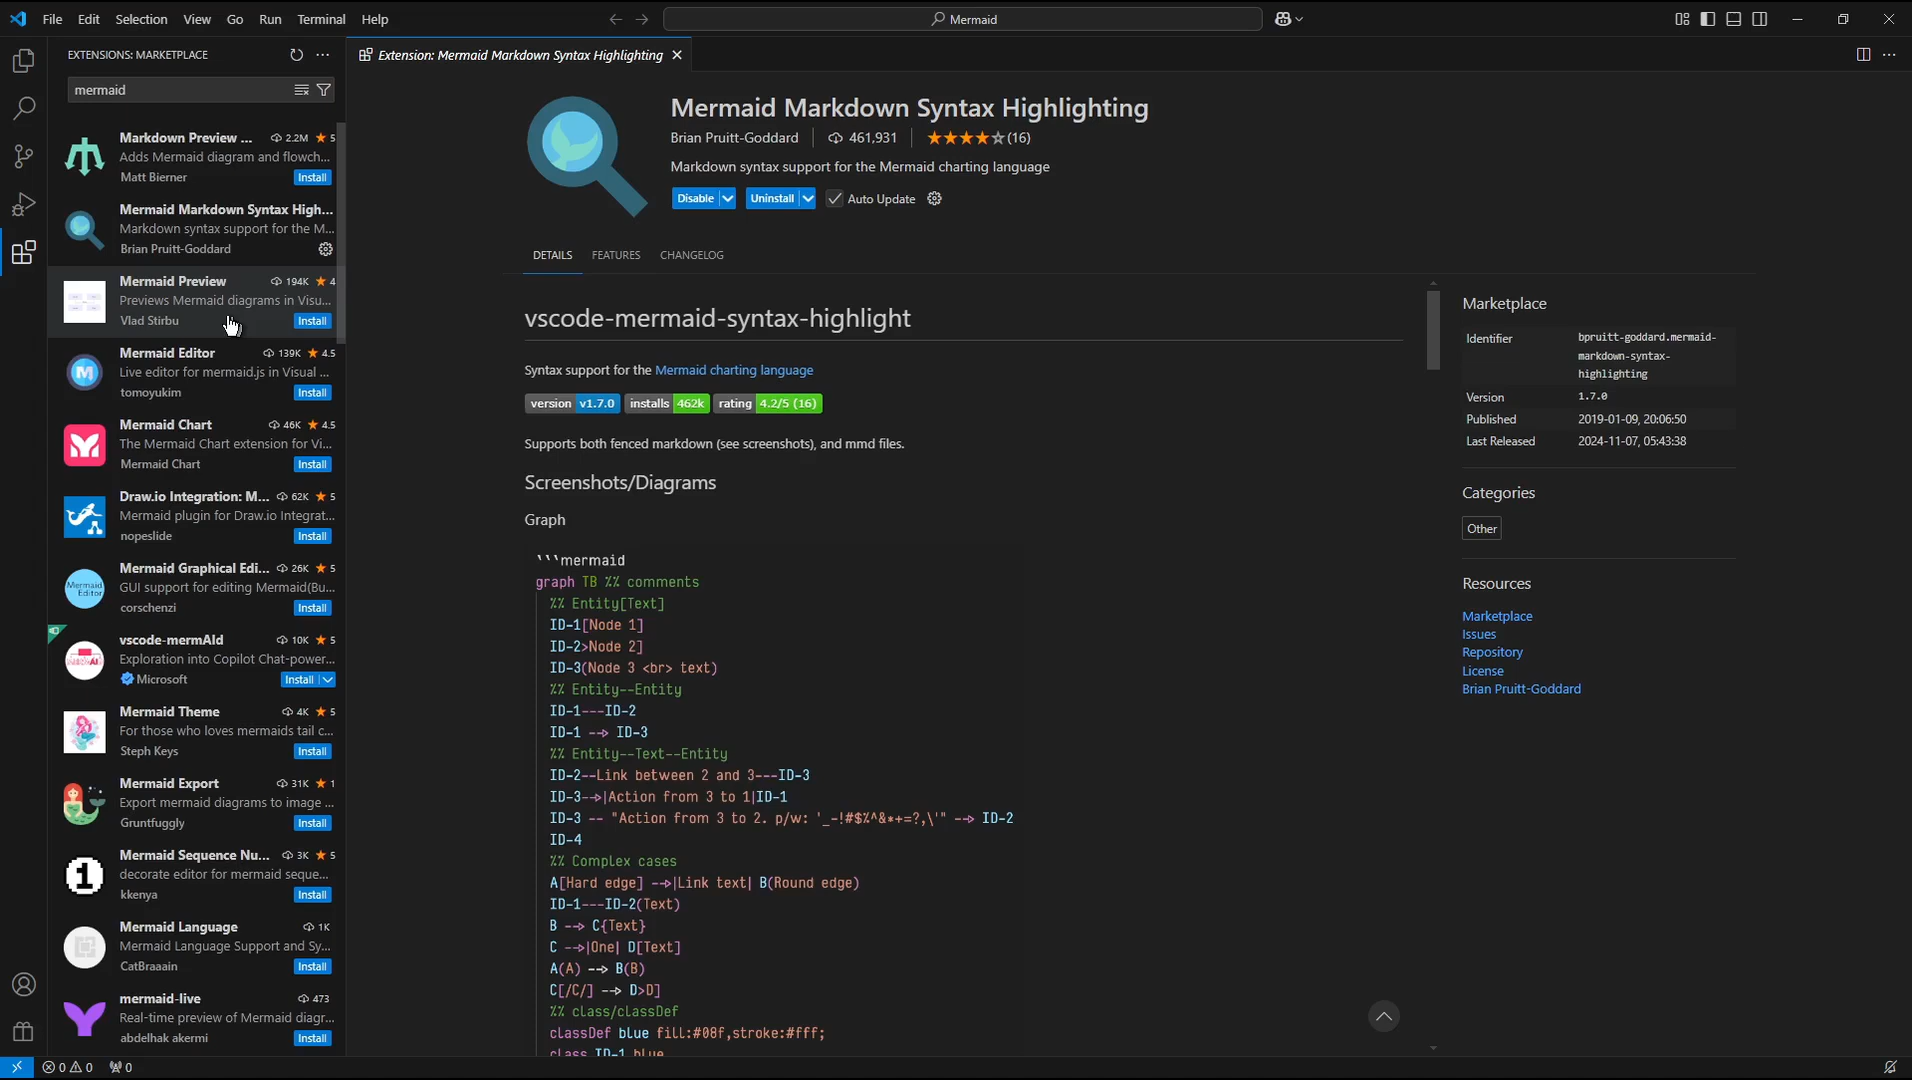 File Edit Selection View Go Run Terminal Help
Mermaid
EXTENSIONS: MARKETPLACE
mermaid
Markdown Preview ... 2.2M ★ 5
Adds Mermaid diagram and flowch...
Matt Bierner Install
Mermaid Markdown Syntax High...
Markdown syntax support for the M...
Brian Pruitt-Goddard
Mermaid Preview 194K ★ 4
Previews Mermaid diagrams in Visu...
Vlad Stirbu Install
Mermaid Editor 139K ★ 4.5
Live editor for mermaid.js in Visual ...
tomoyukim Install
Mermaid Chart 46K ★ 4.5
The Mermaid Chart extension for Vi...
Mermaid Chart Install
Draw.io Integration: M... 62K ★ 5
Mermaid plugin for Draw.io Integrat...
nopeslide Install
Mermaid Editor
Mermaid Graphical Edi... 26K ★ 5
GUI support for editing Mermaid(Bu...
corschenzi Install
vscode-mermAId 10K ★ 5
Exploration into Copilot Chat-power...
Microsoft Install
Mermaid Theme 4K ★ 5
For those who loves mermaids tail c...
Steph Keys Install
Mermaid Export 31K ★ 1
Export mermaid diagrams to image ...
Gruntfuggly Install
1
Mermaid Sequence Nu... 3K ★ 5
decorate editor for mermaid seque...
kkenya Install
Mermaid Language 1K
Mermaid Language Support and Sy...
CatBraaain Install
mermaid-live 473
Real-time preview of Mermaid diagr...
abdelhak akermi Install
Extension: Mermaid Markdown Syntax Highlighting
Mermaid Markdown Syntax Highlighting
Brian Pruitt-Goddard 461,931 ★★★★☆(16)
Markdown syntax support for the Mermaid charting language
Disable Uninstall Auto Update
DETAILS FEATURES CHANGELOG
vscode-mermaid-syntax-highlight
Syntax support for the Mermaid charting language
version v1.7.0 installs 462k rating 4.2/5 (16)
Supports both fenced markdown (see screenshots), and mmd files.
Screenshots/Diagrams
Graph
```mermaid
graph TB %% comments
%% Entity[Text]
ID-1[Node 1]
ID-2>Node 2]
ID-3(Node 3 <br> text)
%% Entity--Entity
ID-1---ID-2
ID-1 --> ID-3
%% Entity--Text--Entity
ID-2--Link between 2 and 3---ID-3
ID-3-->|Action from 3 to 1|ID-1
ID-3 -- "Action from 3 to 2. p/w: '_-!#$%^&*+=?,\'" --> ID-2
ID-4
%% Complex cases
A[Hard edge] -->|Link text| B(Round edge)
ID-1---ID-2(Text)
B --> C{Text}
C -->|One| D[Text]
A(A) --> B(B)
C[/C/] --> D>D]
%% class/classDef
classDef blue fill:#08f,stroke:#fff;
class ID-1 blue
Marketplace
Identifier bpruitt-goddard.mermaid-
markdown-syntax-
highlighting
Version 1.7.0
Published 2019-01-09, 20:06:50
Last Released 2024-11-07, 05:43:38
Categories
Other
Resources
Marketplace
Issues
Repository
License
Brian Pruitt-Goddard
0 0 0